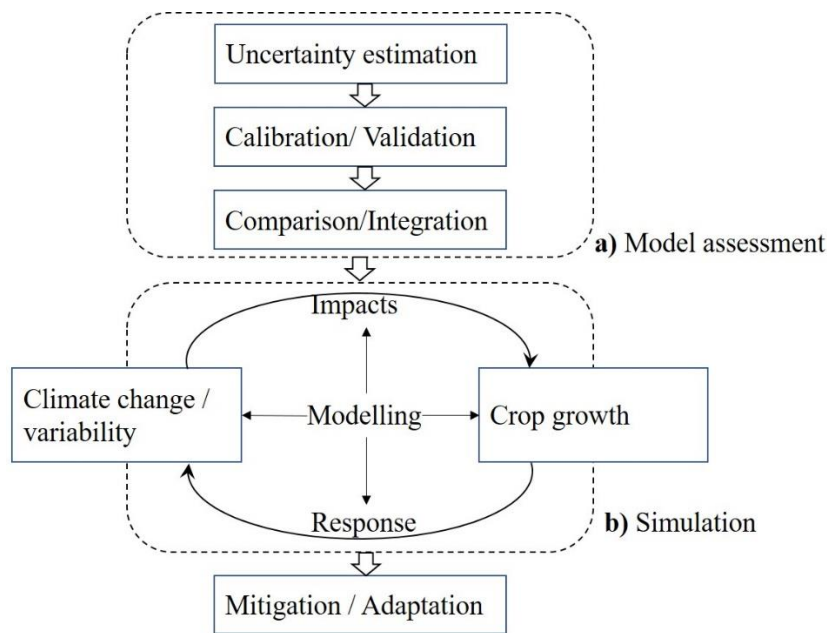 Uncertainty estimation
Calibration/ Validation
Comparison/Integration
a) Model assessment
Impacts
Climate change /
variability
Modelling
Crop growth
Response
b) Simulation
Mitigation / Adaptation